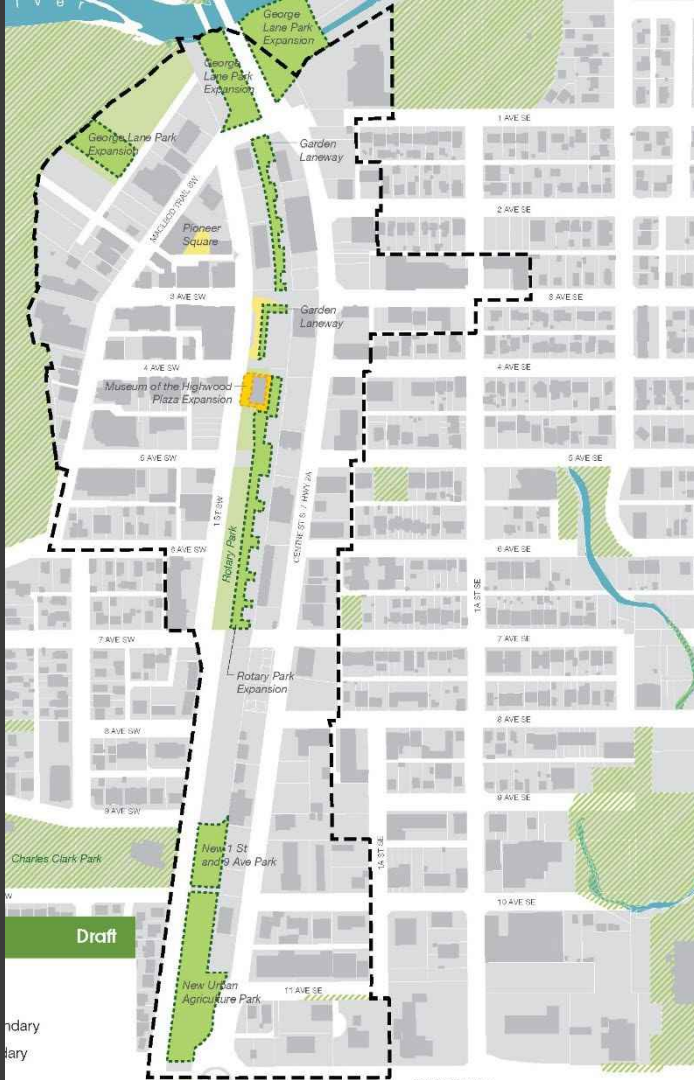 iver
George
Lane Park
Expansion
George
Lane Park
Expansion
George Lane Park
Expansion
1 AVE SE
Garden
Laneway
MACLEOD TRAIL SW
2 AVE SE
Pioneer
Square
3 AVE SW
3 AVE SE
Garden
Laneway
4 AVE SW
4 AVE SE
Museum of the Highwood
Plaza Expansion
5 AVE SW
5 AVE SE
1 ST SW
CENTRE ST S / HWY 2A
6 AVE SW
6 AVE SE
Rotary Park
1A ST SE
7 AVE SW
7 AVE SE
Rotary Park
Expansion
8 AVE SW
8 AVE SE
9 AVE SW
9 AVE SE
Charles Clark Park
New 1 St
and 9 Ave Park
1A ST SE
W
10 AVE SE
Draft
New Urban
Agriculture Park
11 AVE SE
ndary
dary